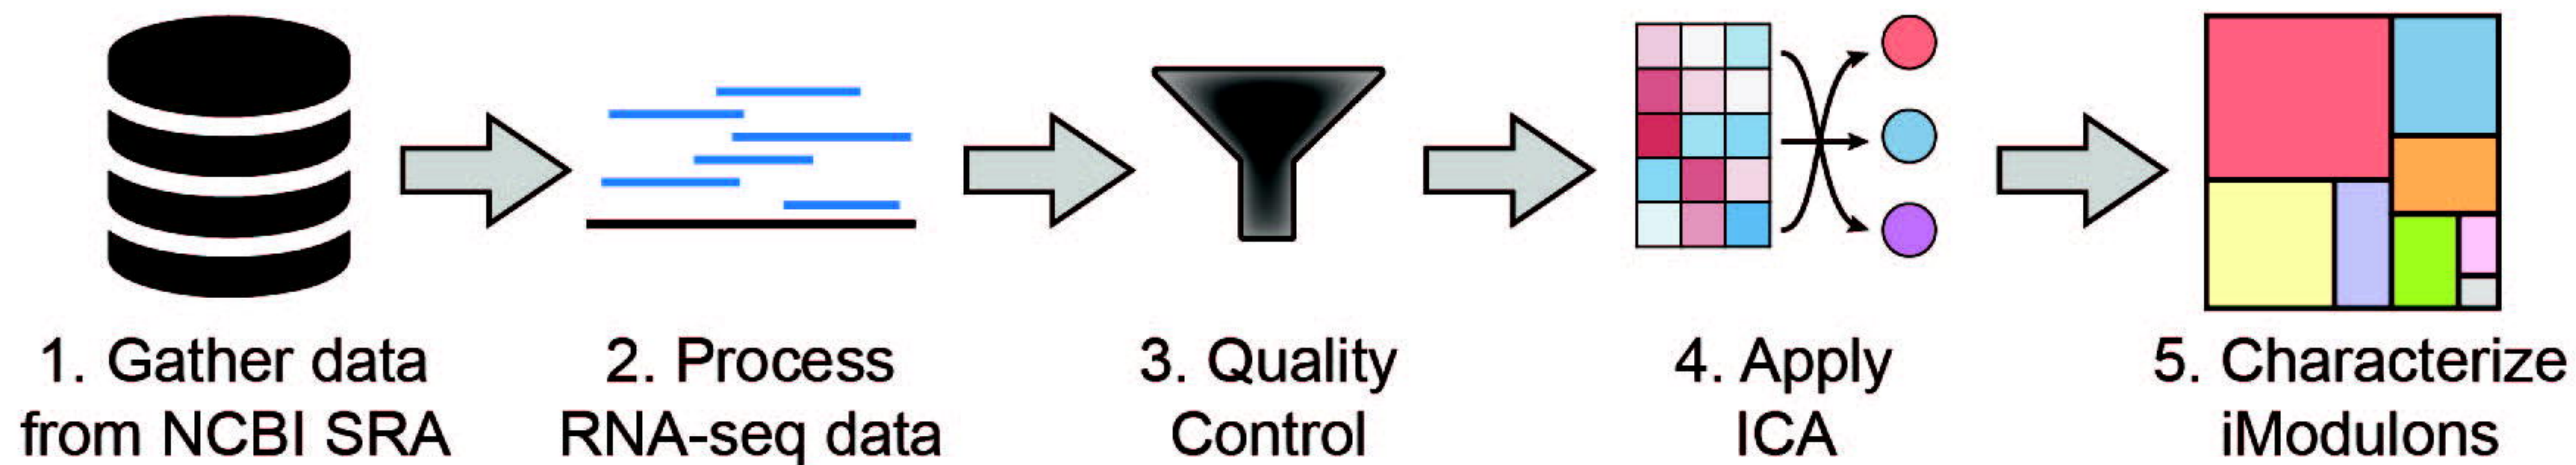 1. Gather data
from NCBI SRA
2. Process
RNA-seq data
3. Quality
Control
4. Apply
ICA
5. Characterize
iModulons